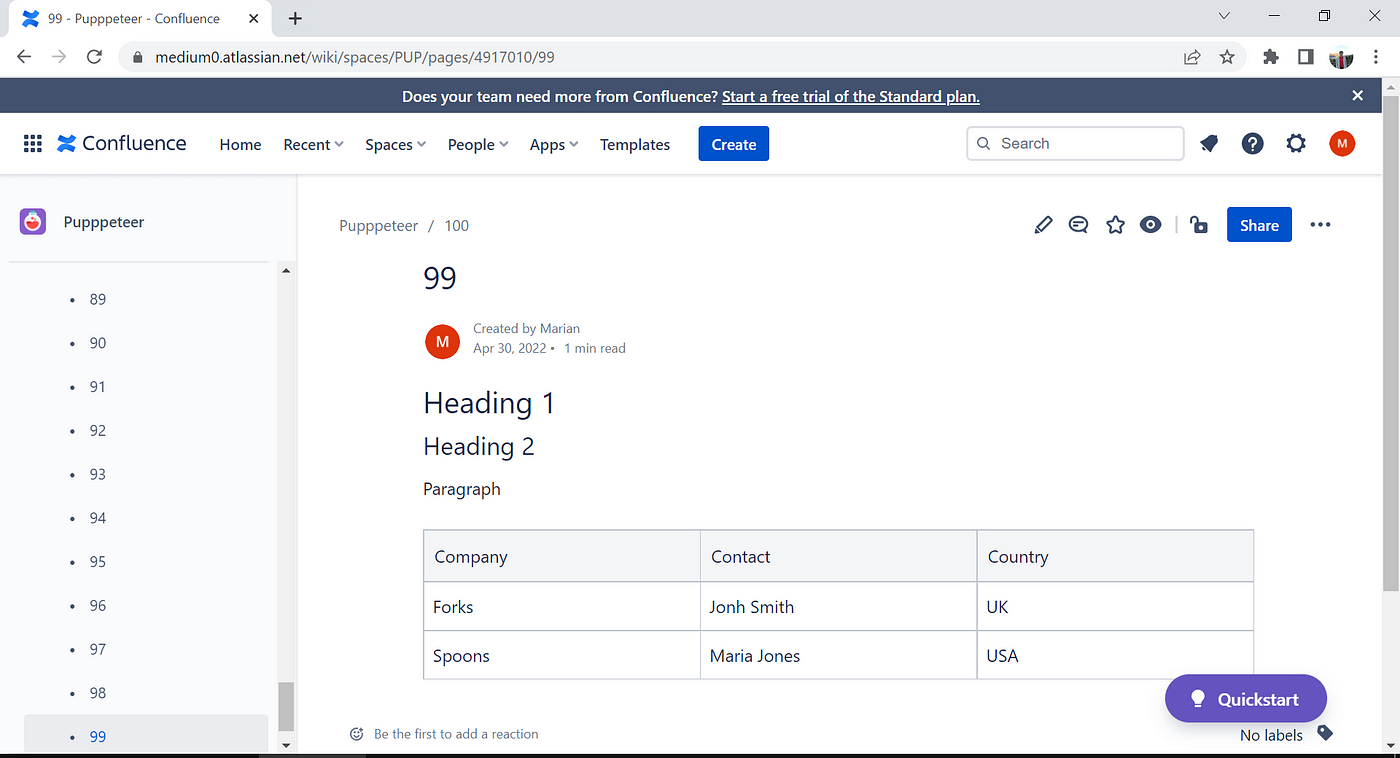 99 - Pupppeteer - Confluence
medium0.atlassian.net/wiki/spaces/PUP/pages/4917010/99
Does your team need more from Confluence? Start a free trial of the Standard plan.
Confluence Home Recent Spaces People Apps Templates Create Search M
Pupppeteer
89
90
91
92
93
94
95
96
97
98
99
Pupppeteer / 100
Share
99
M
Created by Marian
Apr 30, 2022 • 1 min read
Heading 1
Heading 2
Paragraph
Company Contact Country
Forks Jonh Smith UK
Spoons Maria Jones USA
Quickstart
Be the first to add a reaction
No labels